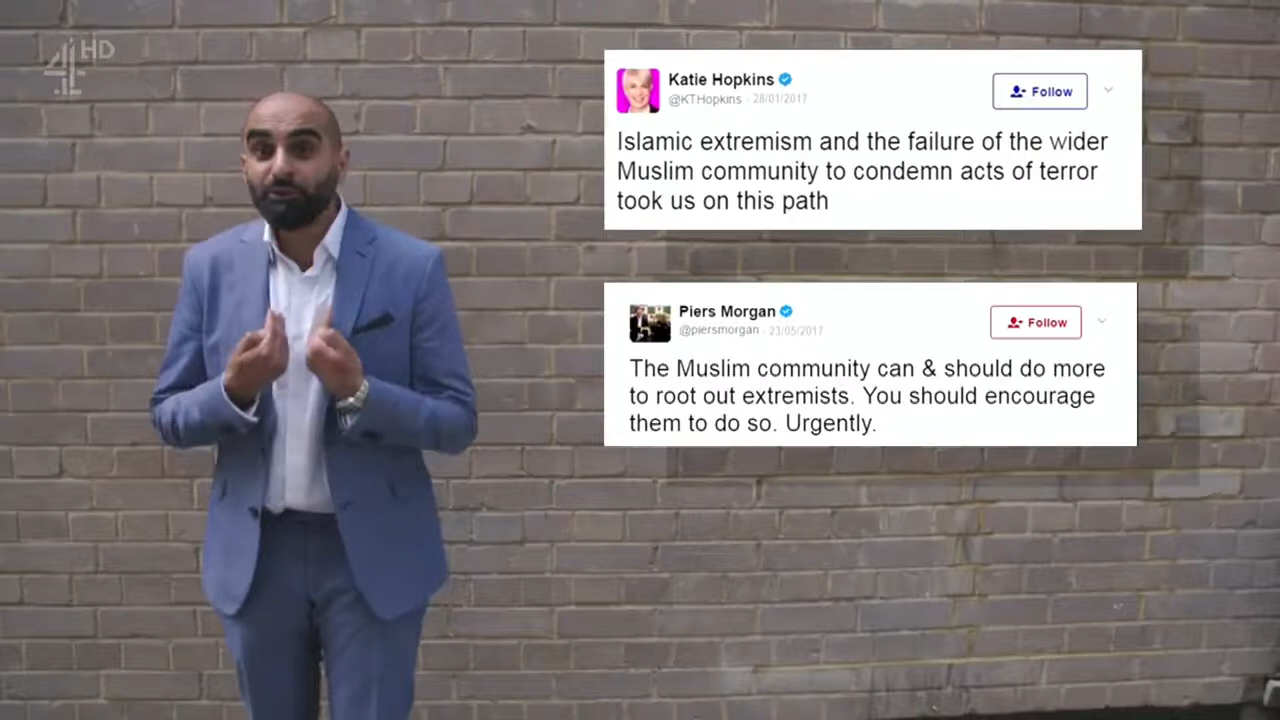 4 HD
Katie Hopkins
@KTHopkins · 28/01/2017
Follow
Islamic extremism and the failure of the wider
Muslim community to condemn acts of terror
took us on this path
Piers Morgan
@piersmorgan · 23/05/2017
Follow
The Muslim community can & should do more
to root out extremists. You should encourage
them to do so. Urgently.